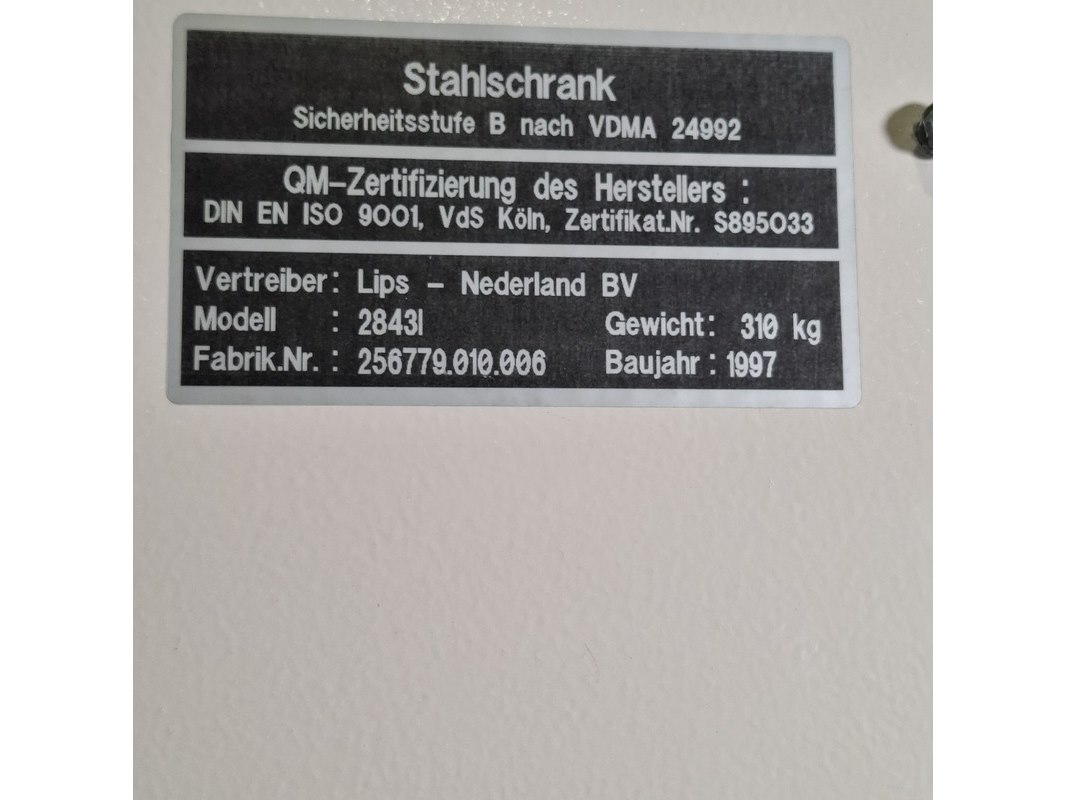 Stahlschrank
Sicherheitsstufe B nach VDMA 24992
QM-Zertifizierung des Herstellers :
DIN EN ISO 9001, VdS Köln, Zertifikat.Nr. S895033
Vertreiber : Lips - Nederland BV
Modell : 28431 Gewicht : 310 kg
Fabrik.Nr. : 256779.010.006 Baujahr : 1997